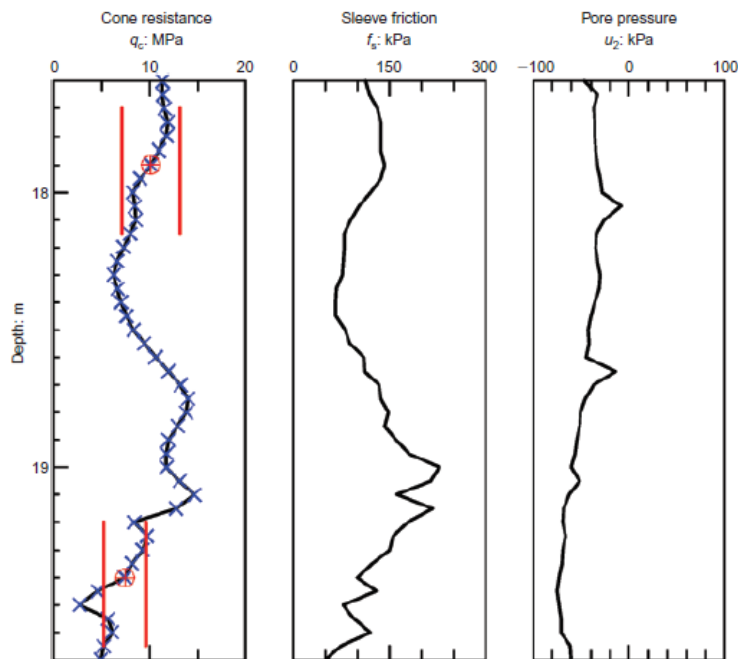 Cone resistance
q_c: MPa
0 10 20
Sleeve friction
f_s: kPa
0 150 300
Pore pressure
u_2: kPa
−100 0 100
Depth: m
18
19